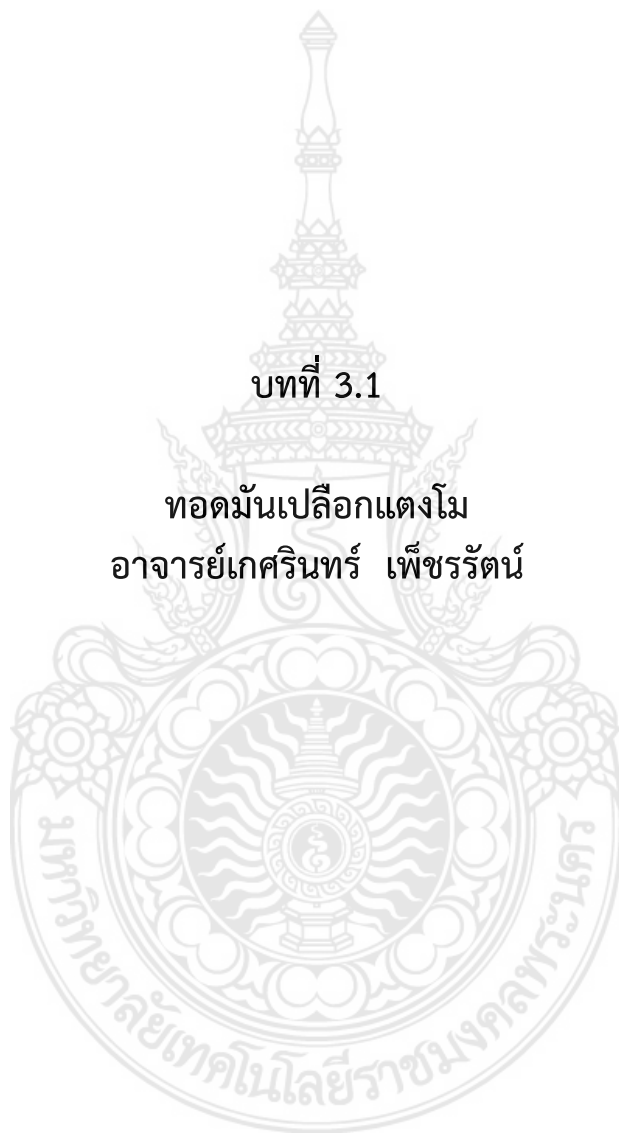 บทที่ 3.1
ทอดมันเปลือกแตงโม
อาจารย์เกศรินทร์ เพ็ชรรัตน์
มหาวิทยาลัยเทคโนโลยีราชมงคลพระนคร